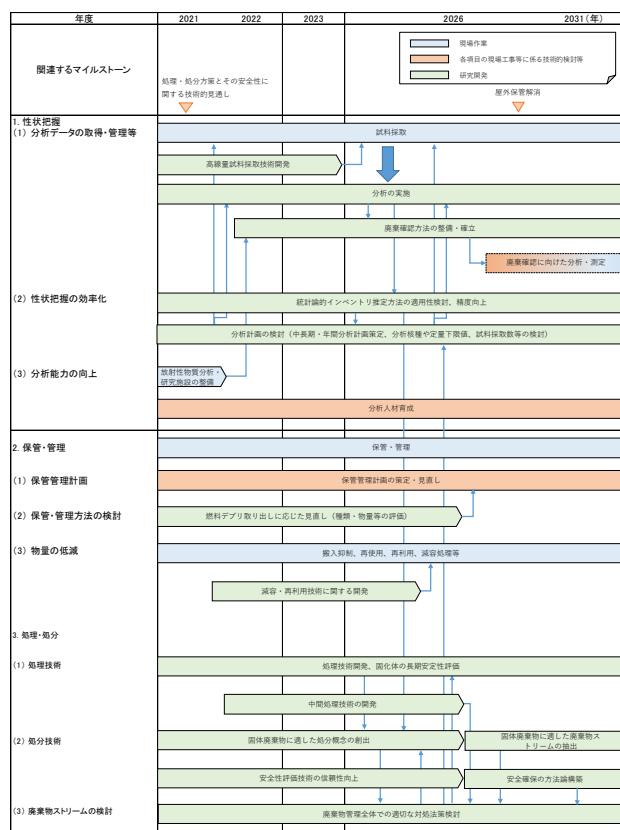 年度 2021 2022 2023 2026 2031(年)
関連するマイルストーン
現場作業
各項目の現場工事等に係る技術的検討等
研究開発
処理・処分方策とその安全性に
関する技術的見通し
屋外保管解消
1. 性状把握
(1) 分析データの取得・管理等
試料採取
高線量試料採取技術開発
分析の実施
廃棄確認方法の整備・確立
廃棄確認に向けた分析・測定
(2) 性状把握の効率化
統計論的インベントリ推定方法の適用性検討、精度向上
分析計画の検討(中長期・年間分析計画策定、分析核種や定量下限値、試料採取数等の検討)
(3) 分析能力の向上
放射性物質分析・
研究施設の整備
分析人材育成
2. 保管・管理
保管・管理
(1) 保管管理計画
保管管理計画の策定・見直し
(2) 保管・管理方法の検討
燃料デブリ取り出しに応じた見直し(種類・物量等の評価)
(3) 物量の低減
搬入抑制、再使用、再利用、減容処理等
減容・再利用技術に関する開発
3. 処理・処分
(1) 処理技術
処理技術開発、固化体の長期安定性評価
中間処理技術の開発
(2) 処分技術
固体廃棄物に適した処分概念の創出
固体廃棄物に適した廃棄物ス
トリームの抽出
安全性評価技術の信頼性向上
安全確保の方法論構築
(3) 廃棄物ストリームの検討
廃棄物管理全体での適切な対処法策検討